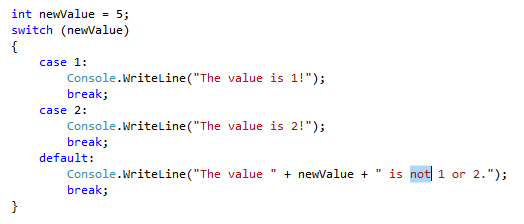 int newValue = 5;
switch (newValue)
{
    case 1:
        Console.WriteLine("The value is 1!");
        break;
    case 2:
        Console.WriteLine("The value is 2!");
        break;
    default:
        Console.WriteLine("The value " + newValue + " is not 1 or 2.");
        break;
}